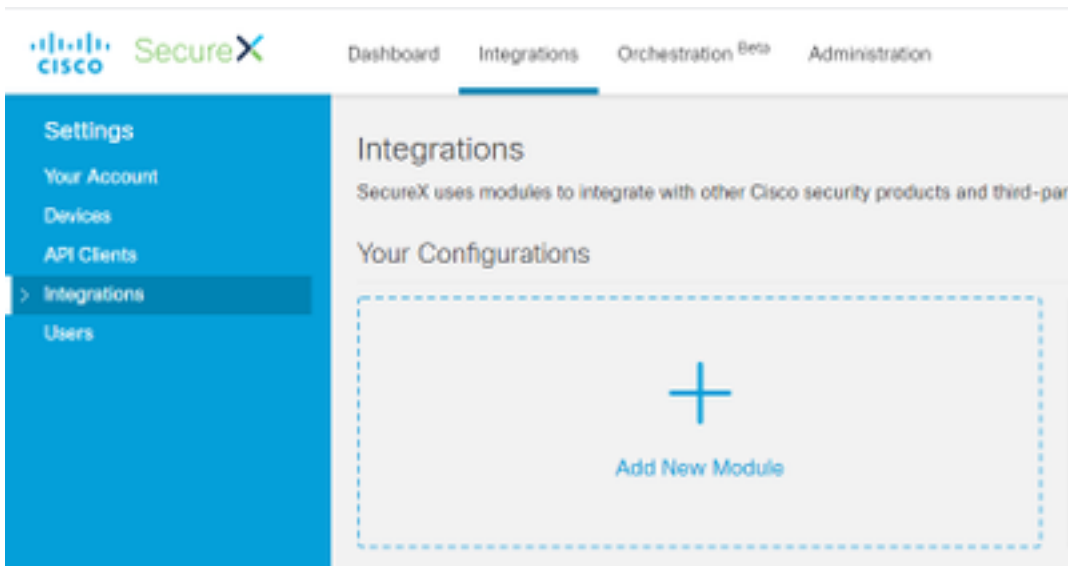 CISCO SecureX Dashboard Integrations Orchestration Beta Administration
Settings
Your Account
Devices
API Clients
> Integrations
Users
Integrations
SecureX uses modules to integrate with other Cisco security products and third-par
Your Configurations
+
Add New Module